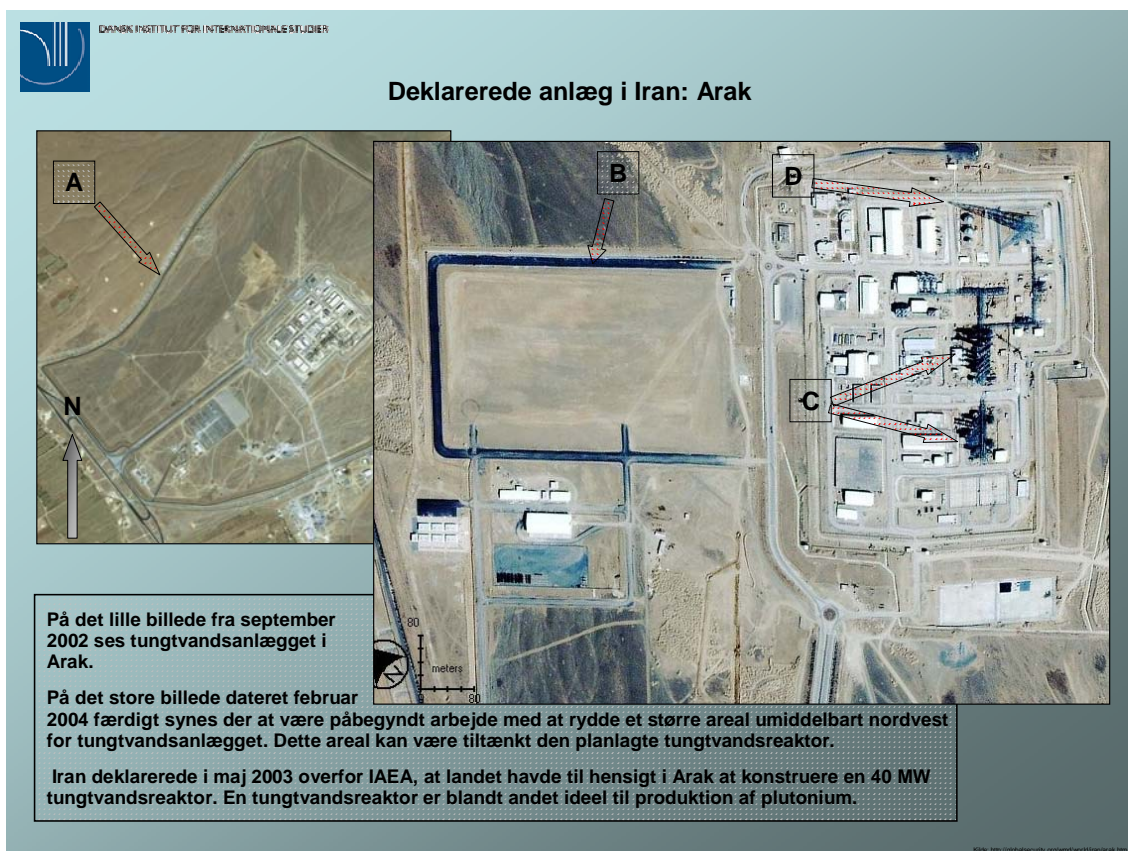 DANSK INSTITUT FOR INTERNATIONALE STUDIER
Deklarerede anlæg i Iran: Arak
A
B
D
C
N
80
meters
0
80
N
På det lille billede fra september
2002 ses tungtvandsanlægget i
Arak.
På det store billede dateret februar
2004 færdigt synes der at være påbegyndt arbejde med at rydde et større areal umiddelbart nordvest
for tungtvandsanlægget. Dette areal kan være tiltænkt den planlagte tungtvandsreaktor.
Iran deklarerede i maj 2003 overfor IAEA, at landet havde til hensigt i Arak at konstruere en 40 MW
tungtvandsreaktor. En tungtvandsreaktor er blandt andet ideel til produktion af plutonium.